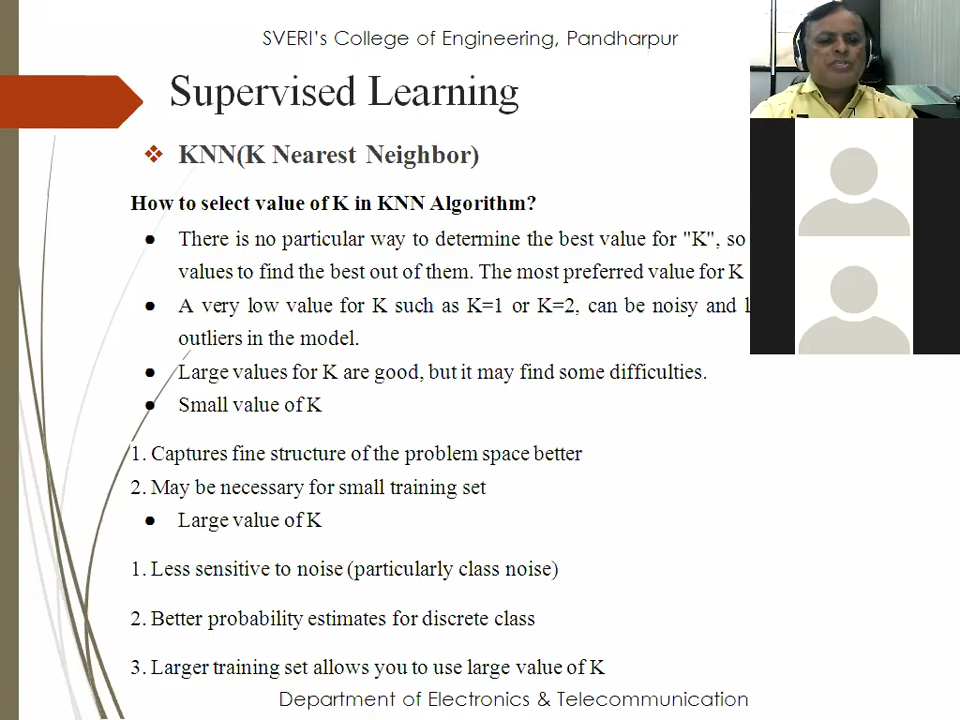 SVERI's College of Engineering, Pandharpur
Supervised Learning
❖ KNN(K Nearest Neighbor)
How to select value of K in KNN Algorithm?
● There is no particular way to determine the best value for "K", so
values to find the best out of them. The most preferred value for K
● A very low value for K such as K=1 or K=2, can be noisy and
outliers in the model.
● Large values for K are good, but it may find some difficulties.
● Small value of K
1. Captures fine structure of the problem space better
2. May be necessary for small training set
● Large value of K
1. Less sensitive to noise (particularly class noise)
2. Better probability estimates for discrete class
3. Larger training set allows you to use large value of K
Department of Electronics & Telecommunication